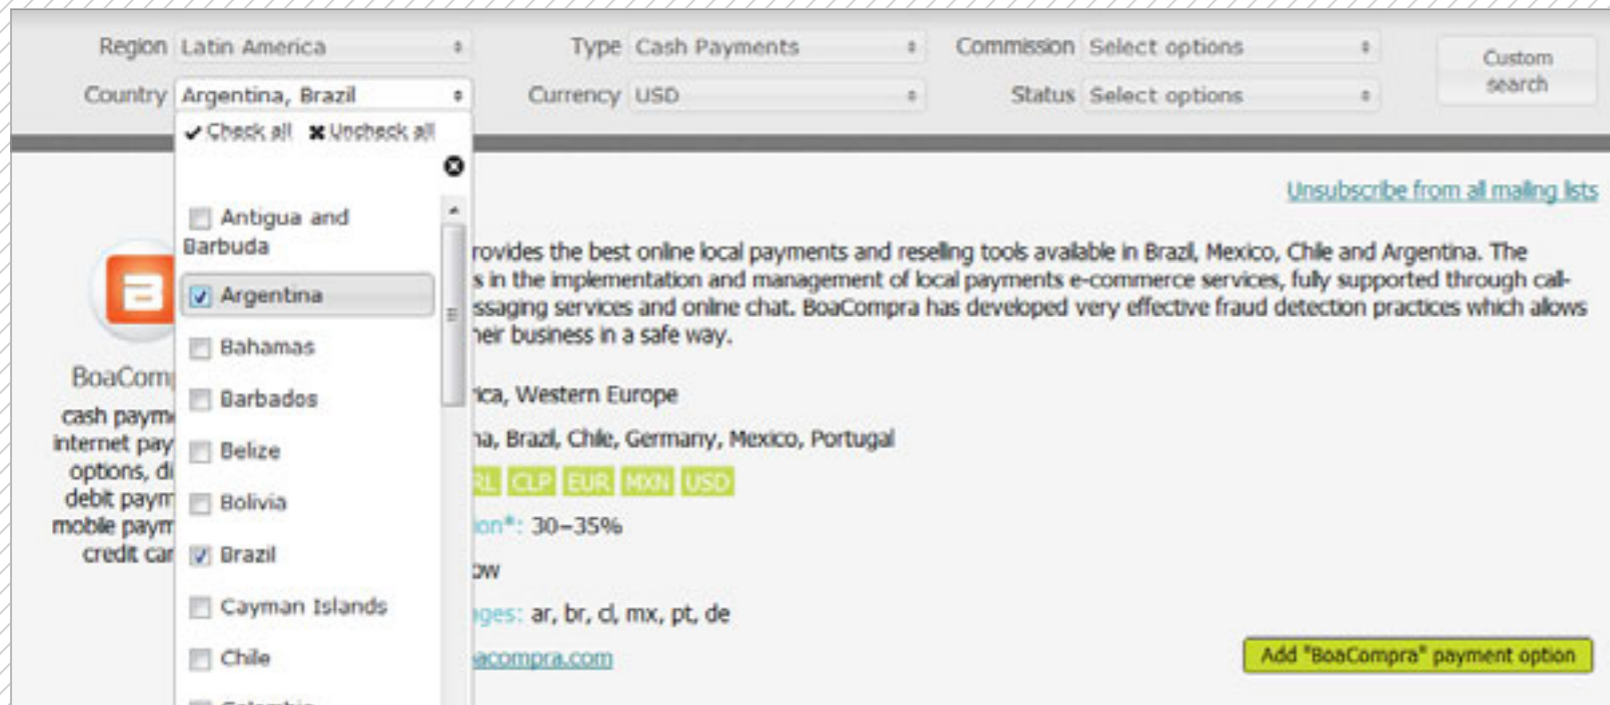 Region Latin America Type Cash Payments Commission Select options Custom search
Country Argentina, Brazil Currency USD Status Select options
Check all Uncheck all
Unsubscribe from all mailing lists
Antigua and
Barbuda
Argentina
Bahamas
Barbados
Belize
Bolivia
Brazil
Cayman Islands
Chile
BoaCom
cash paym
internet pay
options, di
debit paym
mobile paym
credit car
rovides the best online local payments and reselling tools available in Brazil, Mexico, Chile and Argentina. The
s in the implementation and management of local payments e-commerce services, fully supported through call-
ssaging services and online chat. BoaCompra has developed very effective fraud detection practices which allows
heir business in a safe way.
ica, Western Europe
na, Brazil, Chile, Germany, Mexico, Portugal
RL CLP EUR MXN USD
ion*: 30–35%
ow
ages: ar, br, cl, mx, pt, de
acompra.com
Add "BoaCompra" payment option